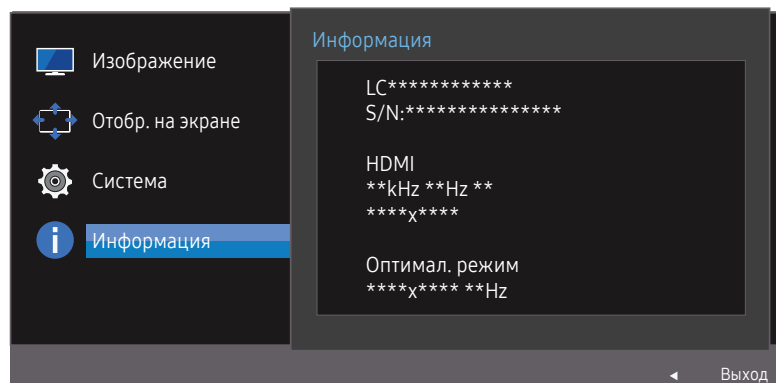 Изображение
Отобр. на экране
Система
Информация
Информация
LC************
S/N:***************
HDMI
**kHz **Hz **
****x****
Оптимал. режим
****x**** **Hz
Выход